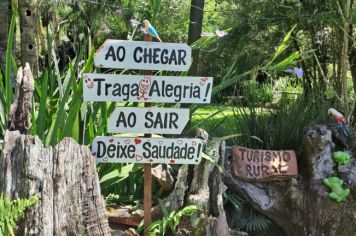 AO CHEGAR
Traga Alegria!
AO SAIR
Deixe Saudade!
TURISMO
RURAL